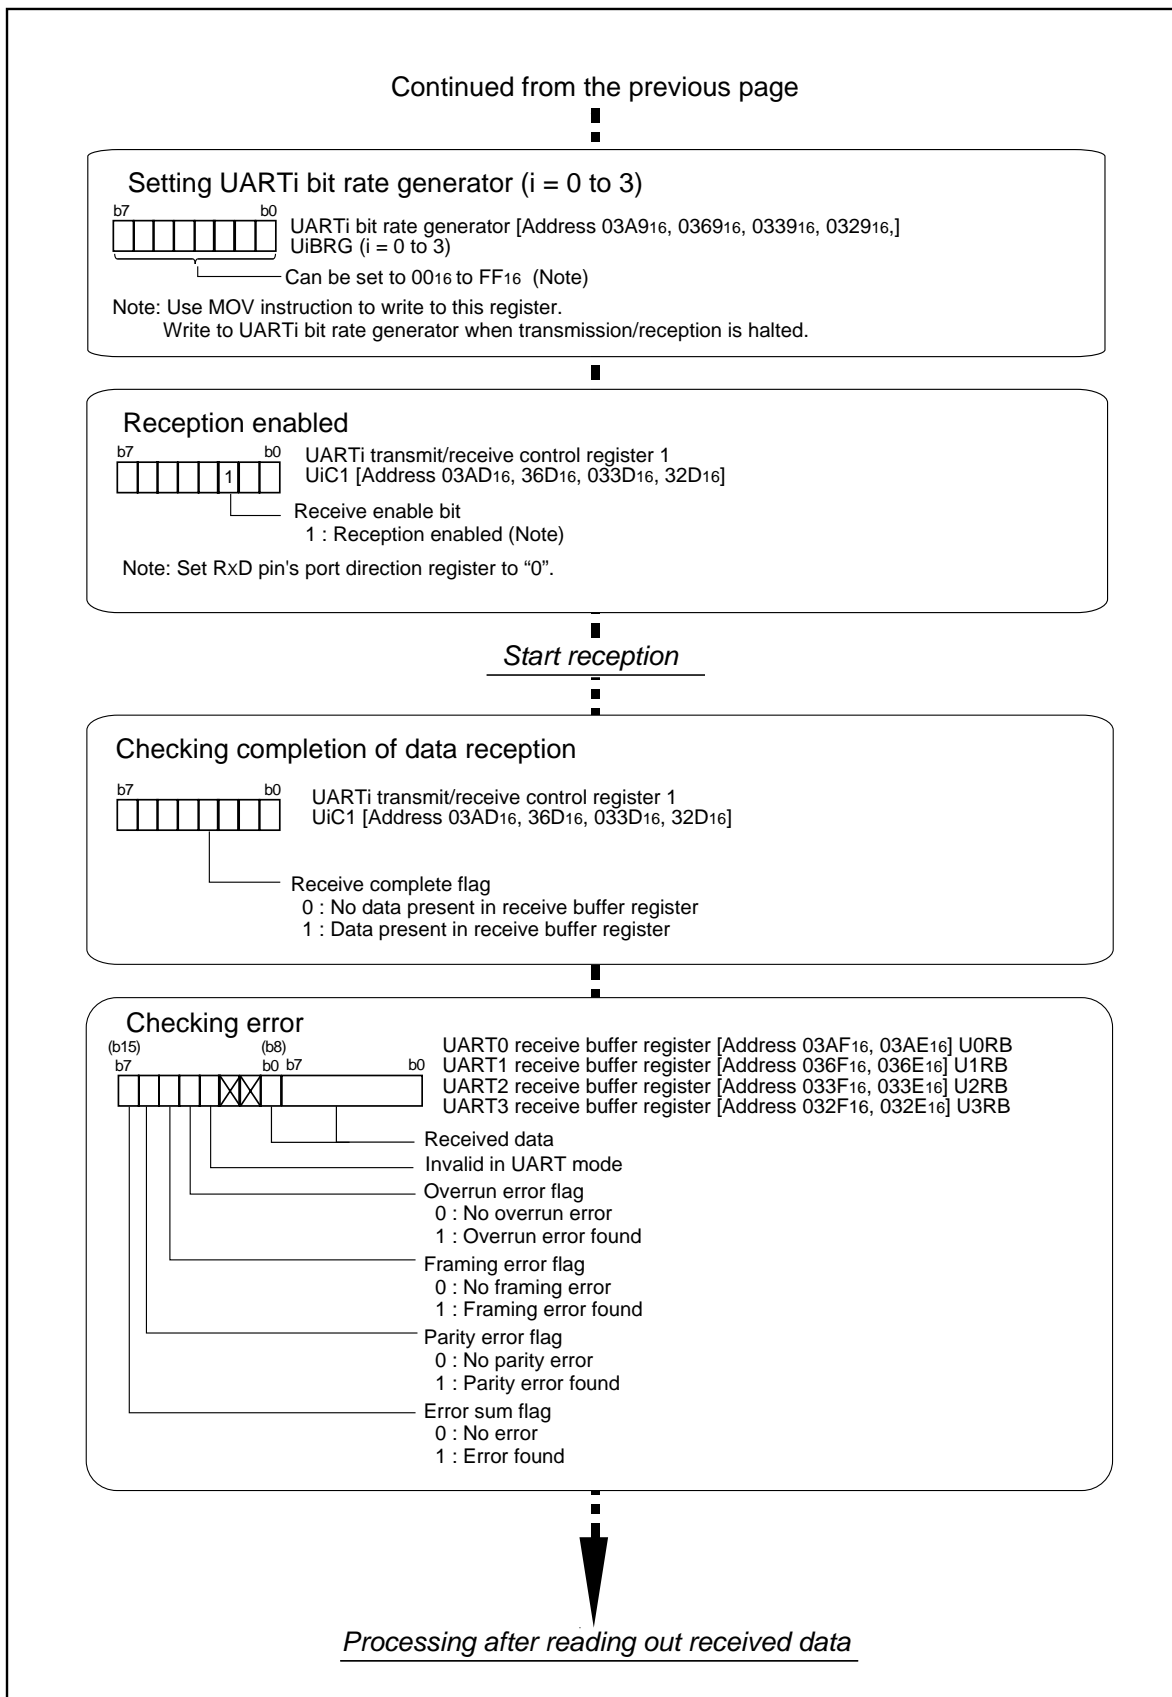 Continued from the previous page
Setting UARTi bit rate generator (i = 0 to 3)
b7 b0
UARTi bit rate generator [Address 03A916, 036916, 033916, 032916,]
UiBRG (i = 0 to 3)
Can be set to 0016 to FF16 (Note)
Note: Use MOV instruction to write to this register.
Write to UARTi bit rate generator when transmission/reception is halted.
Reception enabled
b7 b0
UARTi transmit/receive control register 1
1 UiC1 [Address 03AD16, 36D16, 033D16, 32D16]
Receive enable bit
1 : Reception enabled (Note)
Note: Set RxD pin's port direction register to “0”.
Start reception
Checking completion of data reception
b7 b0
UARTi transmit/receive control register 1
UiC1 [Address 03AD16, 36D16, 033D16, 32D16]
Receive complete flag
0 : No data present in receive buffer register
1 : Data present in receive buffer register
Checking error
(b15) (b8)
b7 b0 b7 b0
UART0 receive buffer register [Address 03AF16, 03AE16] U0RB
UART1 receive buffer register [Address 036F16, 036E16] U1RB
UART2 receive buffer register [Address 033F16, 033E16] U2RB
UART3 receive buffer register [Address 032F16, 032E16] U3RB
Received data
Invalid in UART mode
Overrun error flag
0 : No overrun error
1 : Overrun error found
Framing error flag
0 : No framing error
1 : Framing error found
Parity error flag
0 : No parity error
1 : Parity error found
Error sum flag
0 : No error
1 : Error found
Processing after reading out received data